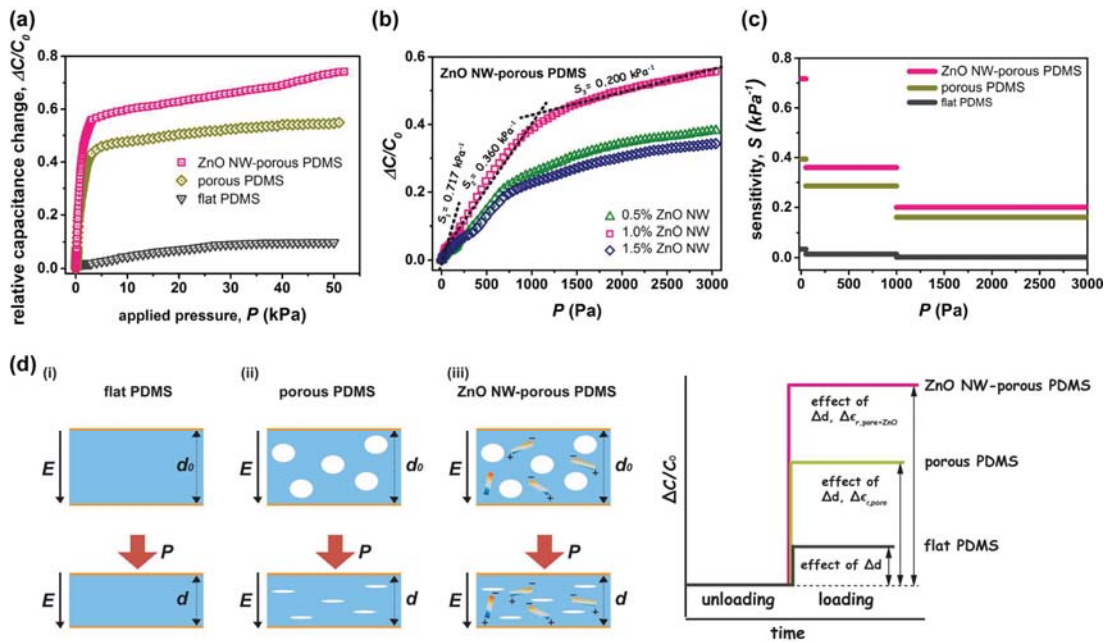 (a)
relative capacitance change, ΔC/C₀
0.8
0.6
0.4
0.2
0.0
0 10 20 30 40 50
applied pressure, P (kPa)
ZnO NW-porous PDMS
porous PDMS
flat PDMS
(b)
ΔC/C₀
0.6
0.4
0.2
0.0
0 500 1000 1500 2000 2500 3000
P (Pa)
ZnO NW-porous PDMS
S₁= 0.717 kPa⁻¹
S₂= 0.360 kPa⁻¹
S₃= 0.200 kPa⁻¹
0.5% ZnO NW
1.0% ZnO NW
1.5% ZnO NW
(c)
sensitivity, S (kPa⁻¹)
0.8
0.6
0.4
0.2
0.0
500 1000 1500 2000 2500 3000
P (Pa)
ZnO NW-porous PDMS
porous PDMS
flat PDMS
(d)
(i)
flat PDMS
E
d₀
P
E
d
(ii)
porous PDMS
E
d₀
P
E
d
(iii)
ZnO NW-porous PDMS
E
d₀
P
E
d
ΔC/C₀
effect of
Δd, Δϵr,pore+ZnO
ZnO NW-porous PDMS
effect of
Δd, Δϵr,pore
porous PDMS
effect of Δd
flat PDMS
unloading
loading
time